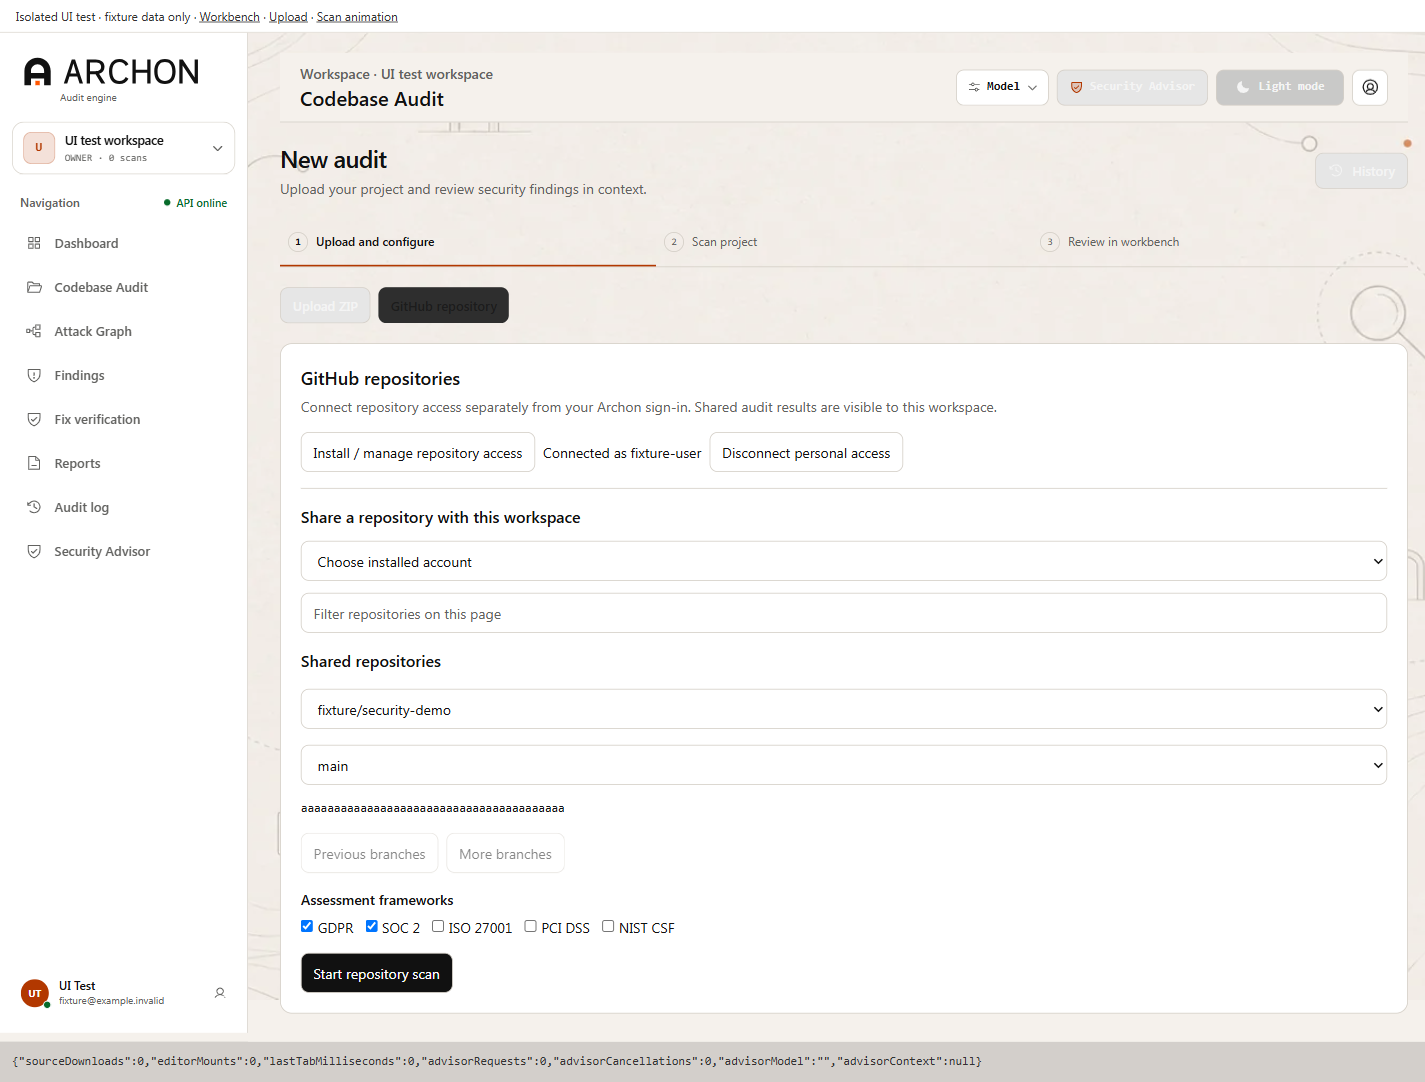 Isolated UI test · fixture data only · Workbench · Upload · Scan animation
ARCHON
Audit engine
U
UI test workspace
OWNER · 0 scans
Navigation
API online
Dashboard
Codebase Audit
Attack Graph
Findings
Fix verification
Reports
Audit log
Security Advisor
UT
UI Test
fixture@example.invalid
Workspace · UI test workspace
Codebase Audit
Model
Security Advisor
Light mode
New audit
Upload your project and review security findings in context.
History
1 Upload and configure
2 Scan project
3 Review in workbench
Upload ZIP
GitHub repository
GitHub repositories
Connect repository access separately from your Archon sign-in. Shared audit results are visible to this workspace.
Install / manage repository access
Connected as fixture-user
Disconnect personal access
Share a repository with this workspace
Choose installed account
Filter repositories on this page
Shared repositories
fixture/security-demo
main
aaaaaaaaaaaaaaaaaaaaaaaaaaaaaaaaaaaaaaaa
Previous branches
More branches
Assessment frameworks
GDPR SOC 2 ISO 27001 PCI DSS NIST CSF
Start repository scan
{"sourceDownloads":0,"editorMounts":0,"lastTabMilliseconds":0,"advisorRequests":0,"advisorCancellations":0,"advisorModel":"","advisorContext":null}